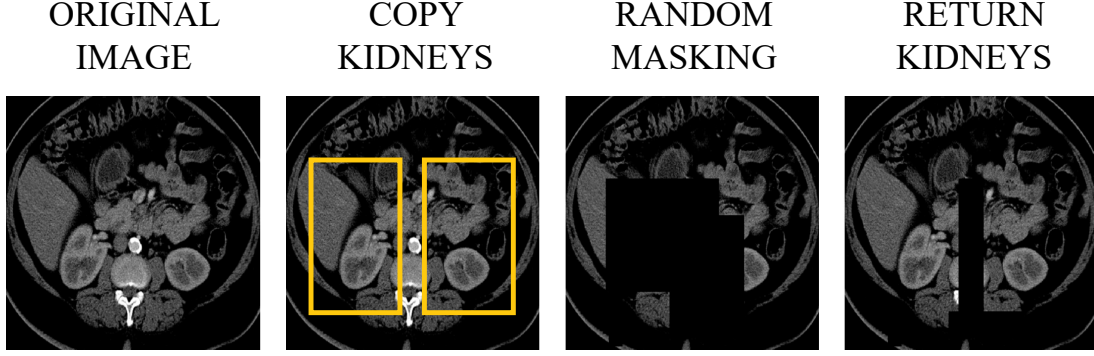 ORIGINAL
IMAGE
COPY
KIDNEYS
RANDOM
MASKING
RETURN
KIDNEYS